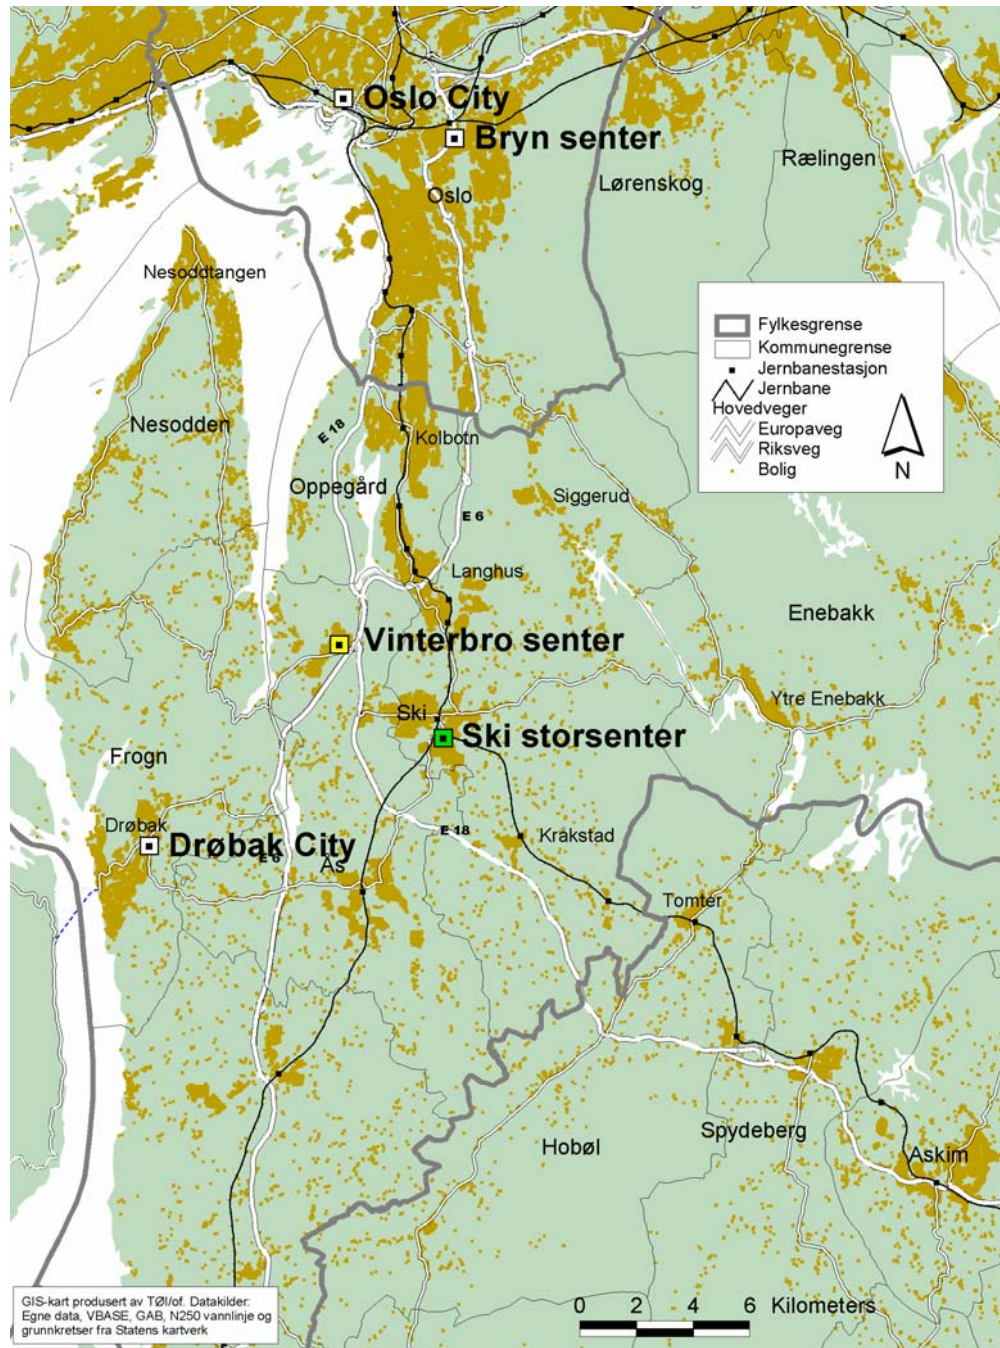 Oslo City
Bryn senter
Rælingen
Lørenskog
Oslo
Nesoddtangen
Fylkesgrense
Kommunegrense
Jernbanestasjon
Jernbane
Hovedveger
Europaveg
Riksveg
Bolig
N
Nesodden
E 18
Kolbotn
Oppegård
Siggerud
E 6
Langhus
Enebakk
Vinterbro senter
Ytre Enebakk
Ski
Ski storsenter
Frogn
Drøbak
E 18
Krakstad
Drøbak City
E 6
Ås
Tomter
Spydeberg
Hobøl
Askim
GIS-kart produsert av TØI/of. Datakilder:
Egne data, VBASE, GAB, N250 vannlinje og
grunnkretser fra Statens kartverk
0 2 4 6 Kilometers